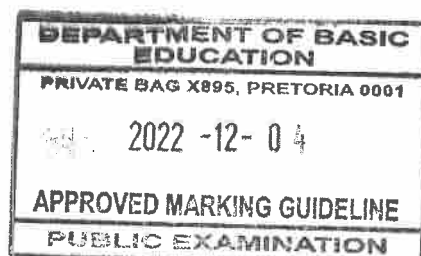 DEPARTMENT OF BASIC
EDUCATION
PRIVATE BAG X895, PRETORIA 0001
2022 -12- 04
APPROVED MARKING GUIDELINE
PUBLIC EXAMINATION